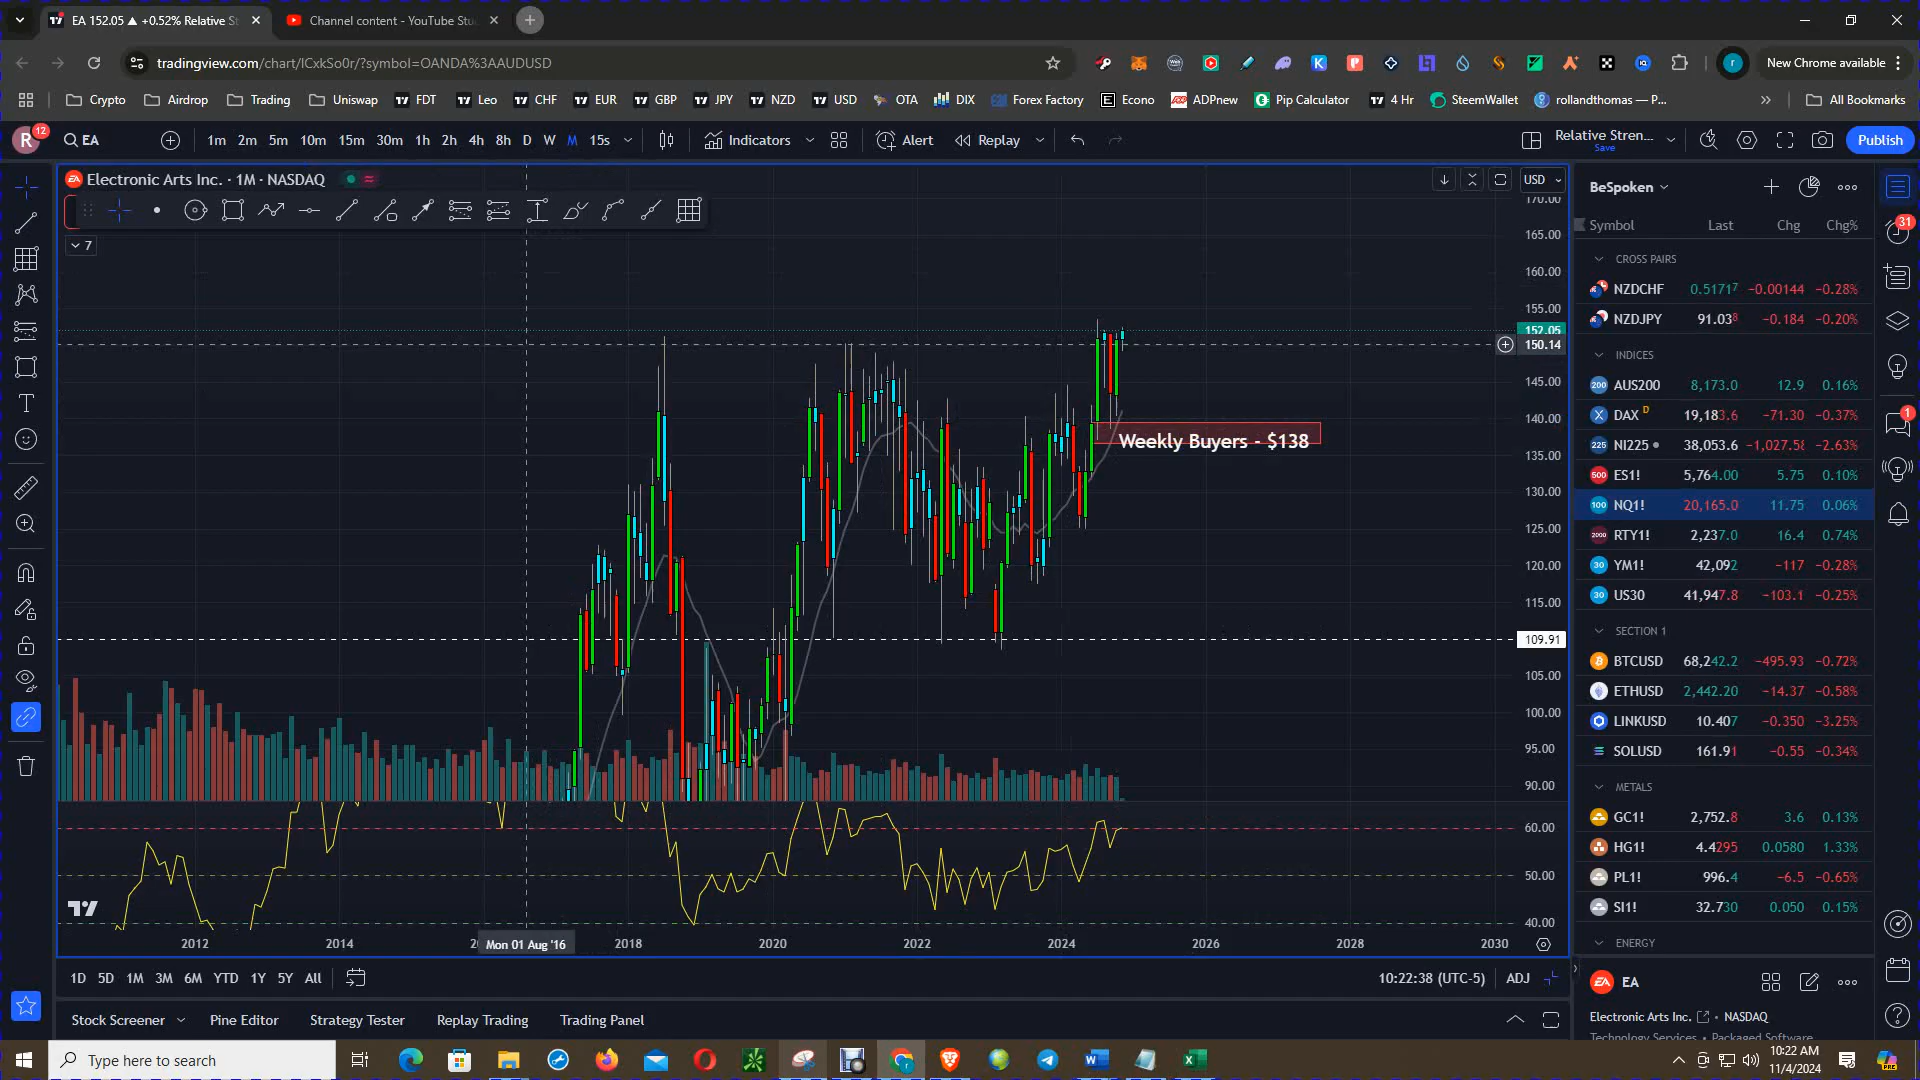 EA 152.05 ▲ +0.52% Relative St
Channel content - YouTube Stu
tradingview.com/chart/ICxkSo0r/?symbol=OANDA%3AAUDUSD
New Chrome available
Crypto Airdrop Trading Uniswap FDT Leo CHF EUR GBP JPY NZD USD OTA DIX Forex Factory Econo ADPnew Pip Calculator 4 Hr SteemWallet rollandthomas — P... All Bookmarks
R 12 EA 1m 2m 5m 10m 15m 30m 1h 2h 4h 8h D W M 15s Indicators Alert Replay Relative Stren... Publish
Save
Electronic Arts Inc. · 1M · NASDAQ
USD
7
170.00
165.00
160.00
155.00
152.05
150.14
145.00
140.00
135.00
130.00
125.00
120.00
115.00
109.91
105.00
100.00
95.00
90.00
60.00
50.00
40.00
Weekly Buyers - $138
2012 2014 Mon 01 Aug '16 2018 2020 2022 2024 2026 2028 2030
1D 5D 1M 3M 6M YTD 1Y 5Y All 10:22:38 (UTC-5) ADJ
Stock Screener Pine Editor Strategy Tester Replay Trading Trading Panel
BeSpoken
Symbol Last Chg Chg%
CROSS PAIRS
NZDCHF 0.51717 −0.00144 −0.28%
NZDJPY 91.038 −0.184 −0.20%
INDICES
AUS200 8,173.0 12.9 0.16%
DAX D 19,183.6 −71.30 −0.37%
NI225 38,053.6 −1,027.58 −2.63%
ES1! 5,764.00 5.75 0.10%
NQ1! 20,165.0 11.75 0.06%
RTY1! 2,237.0 16.4 0.74%
YM1! 42,092 −117 −0.28%
US30 41,947.8 −103.1 −0.25%
SECTION 1
BTCUSD 68,242.2 −495.93 −0.72%
ETHUSD 2,442.20 −14.37 −0.58%
LINKUSD 10.407 −0.350 −3.25%
SOLUSD 161.91 −0.55 −0.34%
METALS
GC1! 2,752.8 3.6 0.13%
HG1! 4.4295 0.0580 1.33%
PL1! 996.4 −6.5 −0.65%
SI1! 32.730 0.050 0.15%
ENERGY
EA
Electronic Arts Inc. • NASDAQ
Technology Services • Packaged Software
31
1
Type here to search
10:22 AM
11/4/2024